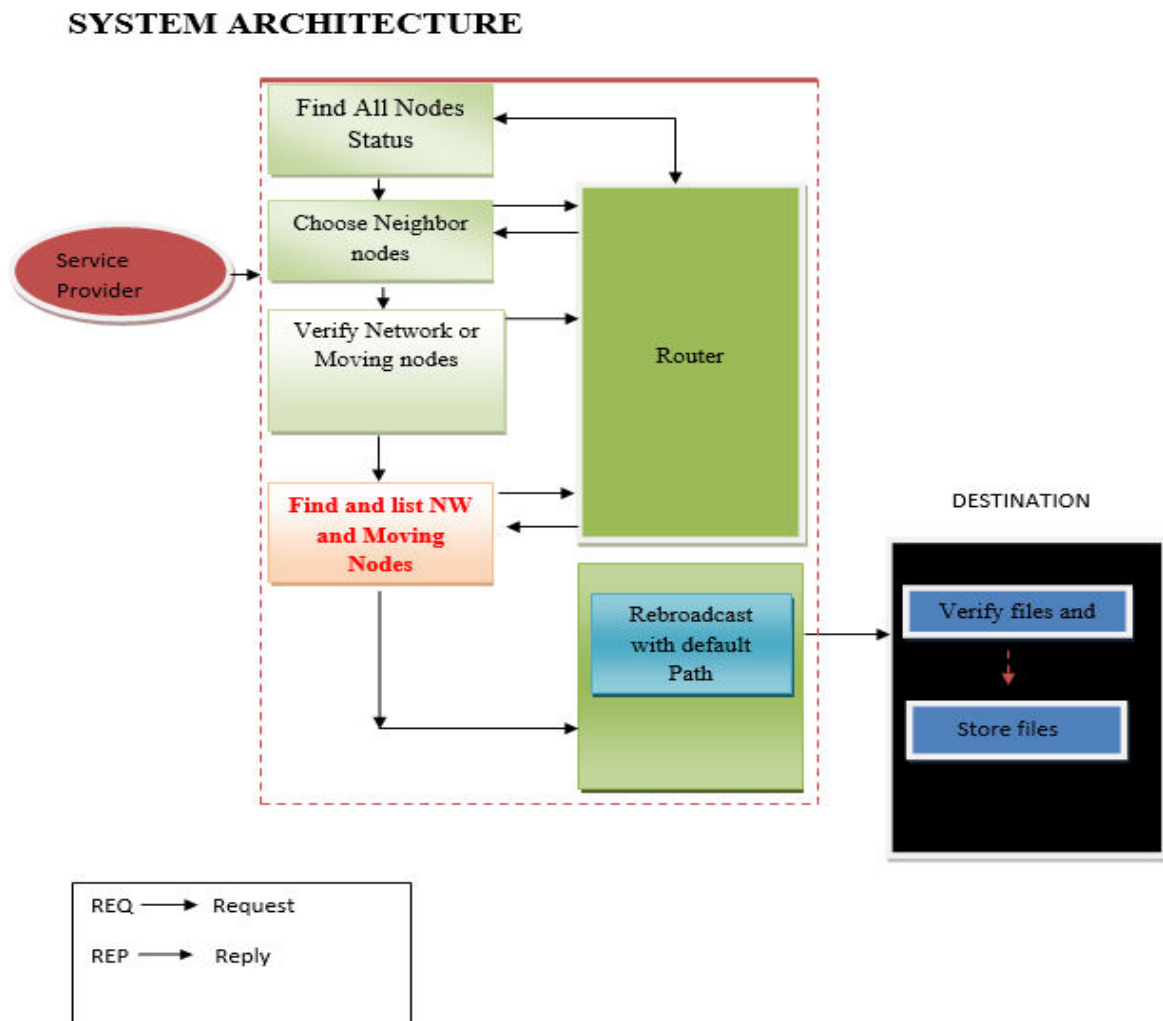 SYSTEM ARCHITECTURE
Find All Nodes
Status
Choose Neighbor
nodes
Service
Provider
Verify Network or
Moving nodes
Router
Find and list NW
and Moving
Nodes
DESTINATION
Rebroadcast
with default
Path
Verify files and
Store files
REQ Request
REP Reply